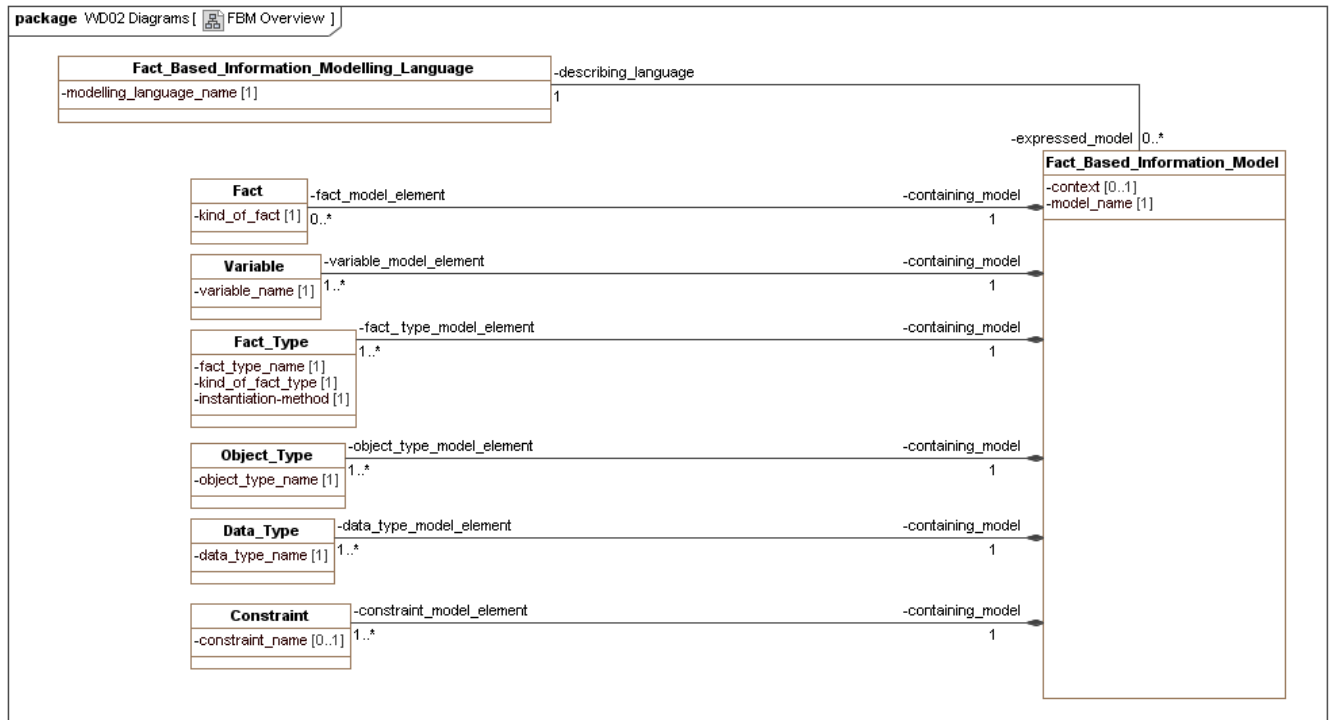 package WD02 Diagrams [ FBM Overview ]
Fact_Based_Information_Modelling_Language
-modelling_language_name [1]
-describing_language
1
-expressed_model 0..*
Fact_Based_Information_Model
-context [0..1]
-model_name [1]
Fact
-kind_of_fact [1]
-fact_model_element
0..*
-containing_model
1
Variable
-variable_name [1]
-variable_model_element
1..*
-containing_model
1
Fact_Type
-fact_type_name [1]
-kind_of_fact_type [1]
-instantiation-method [1]
-fact_ type_model_element
1..*
-containing_model
1
Object_Type
-object_type_name [1]
-object_type_model_element
1..*
-containing_model
1
Data_Type
-data_type_name [1]
-data_type_model_element
1..*
-containing_model
1
Constraint
-constraint_name [0..1]
-constraint_model_element
1..*
-containing_model
1